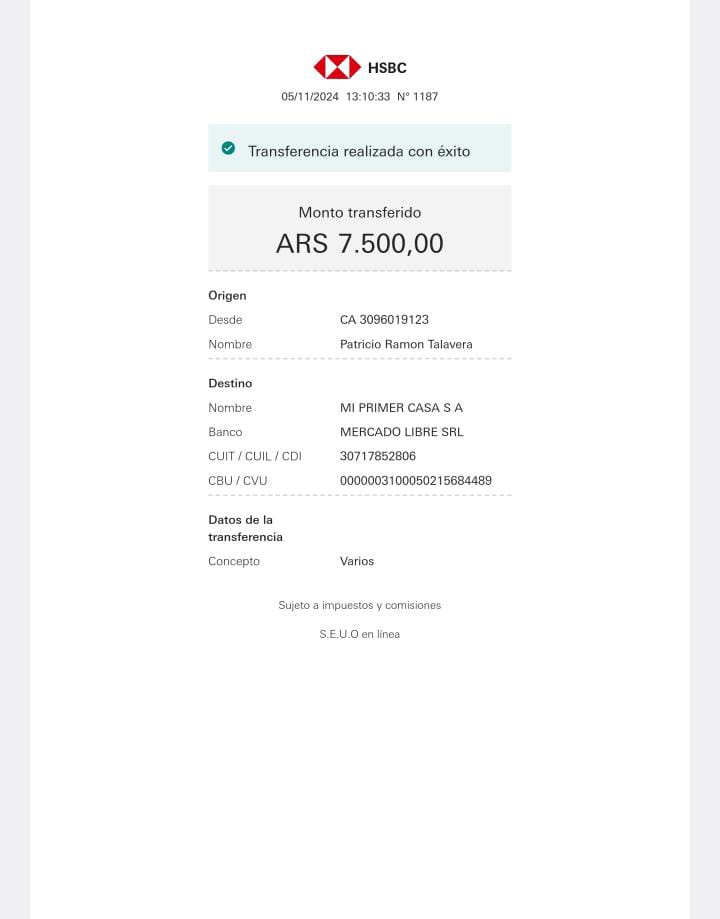 HSBC
05/11/2024 13:10:33 N° 1187
Transferencia realizada con éxito
Monto transferido
ARS 7.500,00
Origen
Desde CA 3096019123
Nombre Patricio Ramon Talavera
Destino
Nombre MI PRIMER CASA S A
Banco MERCADO LIBRE SRL
CUIT / CUIL / CDI 30717852806
CBU / CVU 0000003100050215684489
Datos de la
transferencia
Concepto Varios
Sujeto a impuestos y comisiones
S.E.U.O en línea